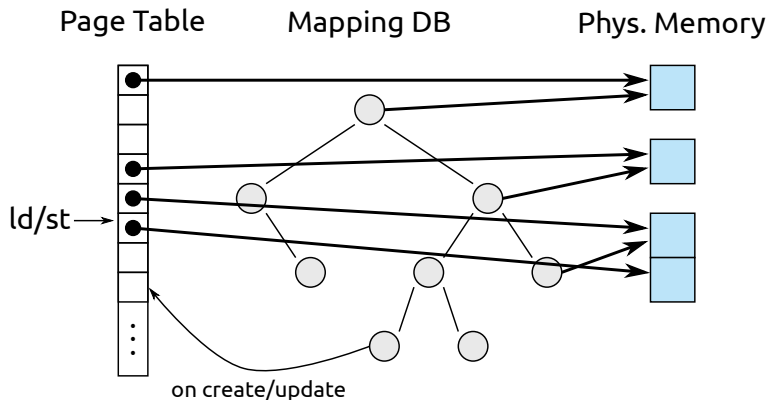 Page Table
Mapping DB
Phys. Memory
ld/st
on create/update